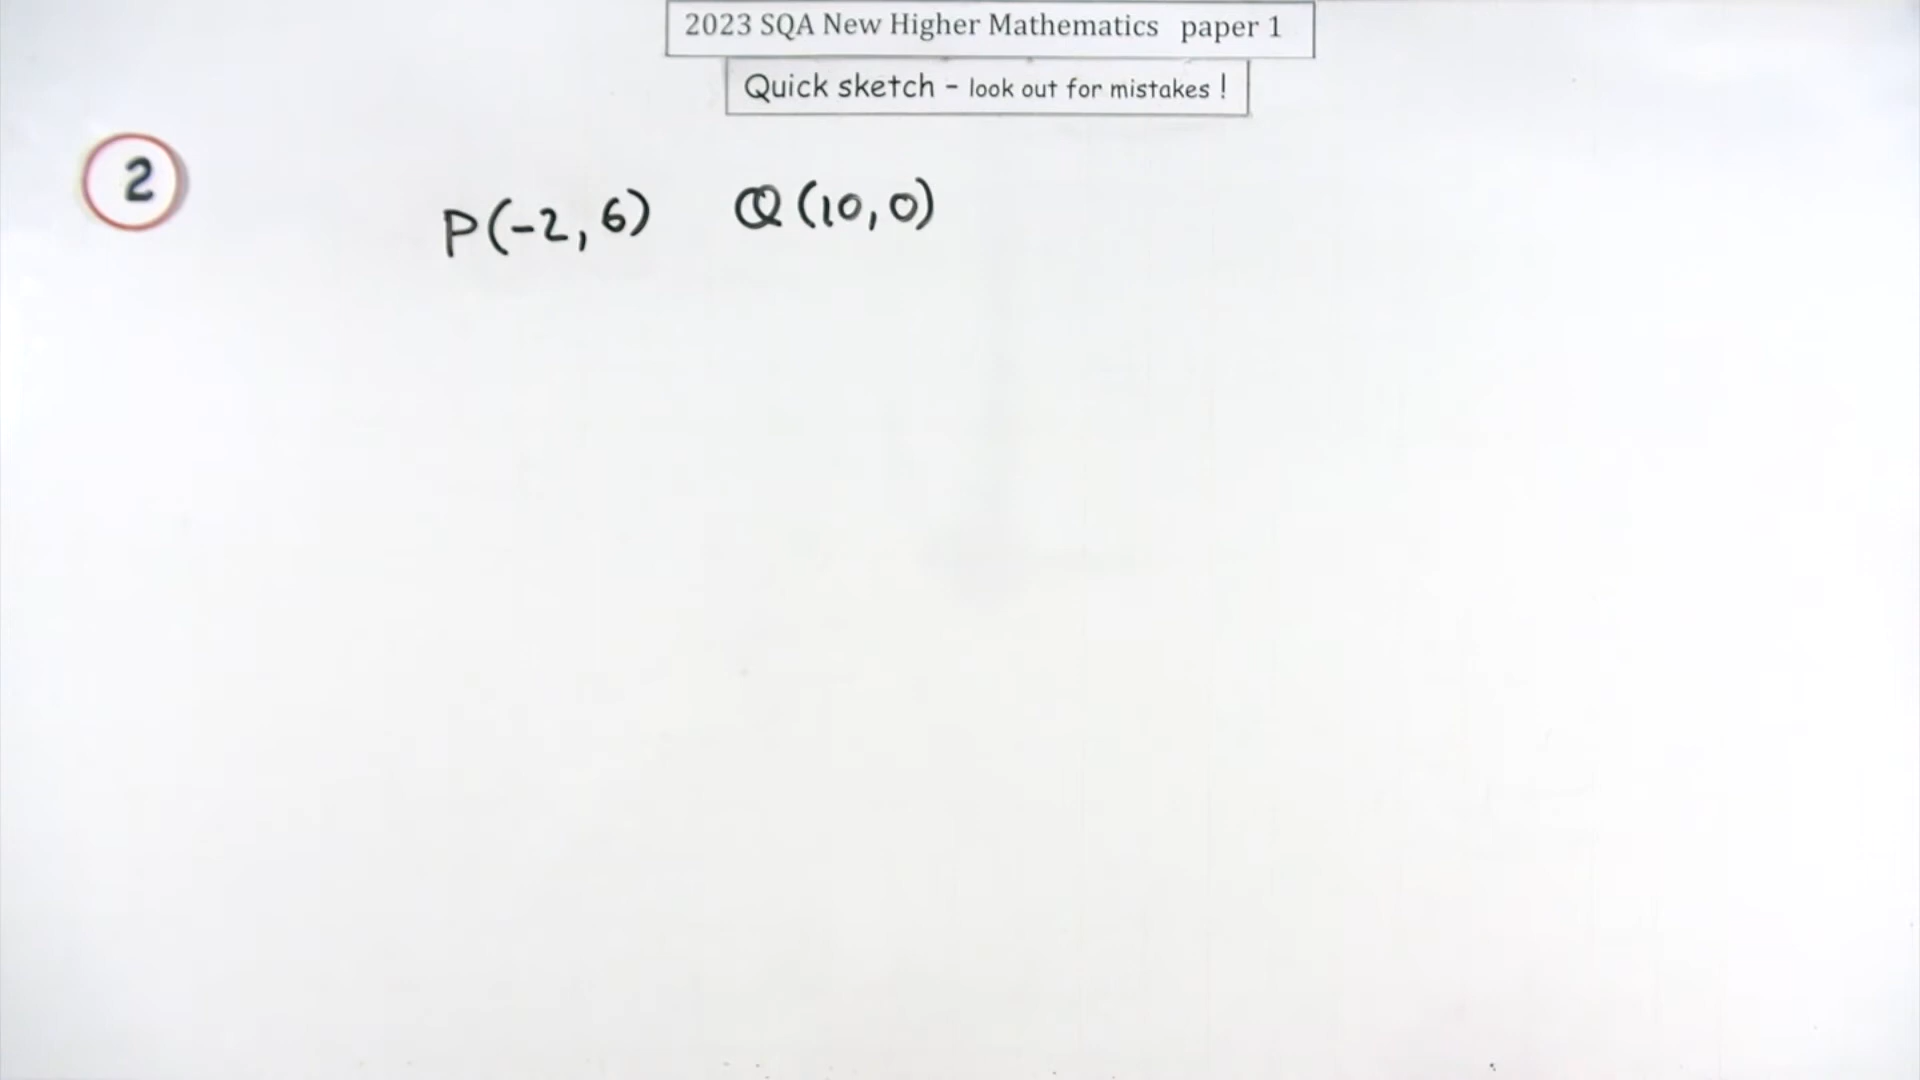 2023 SQA New Higher Mathematics paper 1
Quick sketch - look out for mistakes !
2
P(-2, 6) Q(10, 0)